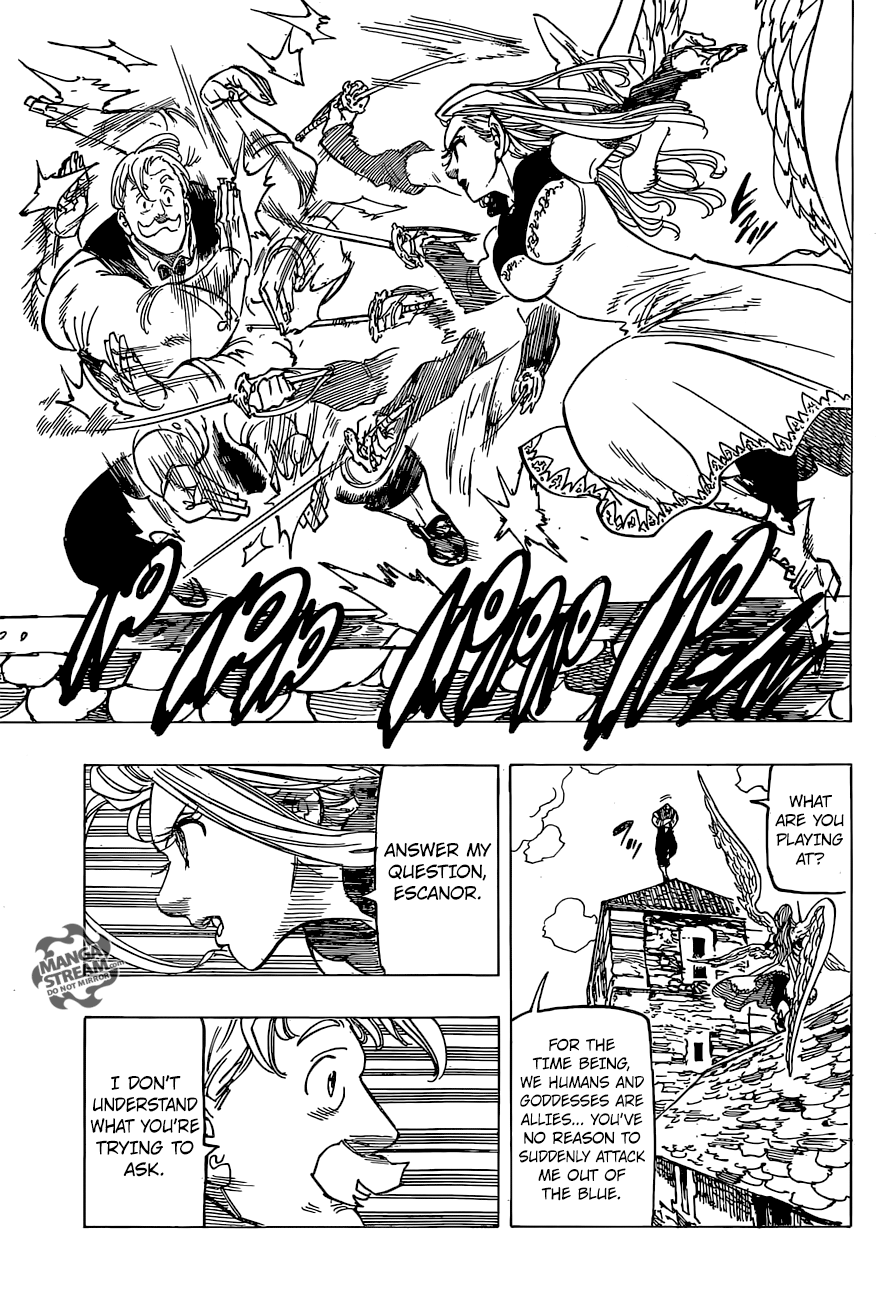 WHAT
ARE YOU
PLAYING
AT?
FOR THE
TIME BEING,
WE HUMANS AND
GODDESSES ARE
ALLIES... YOU'VE
NO REASON TO
SUDDENLY ATTACK
ME OUT OF
THE BLUE.
ANSWER MY
QUESTION,
ESCANOR.
MANGA
STREAM.com
DO NOT MIRROR
I DON'T
UNDERSTAND
WHAT YOU'RE
TRYING TO
ASK.